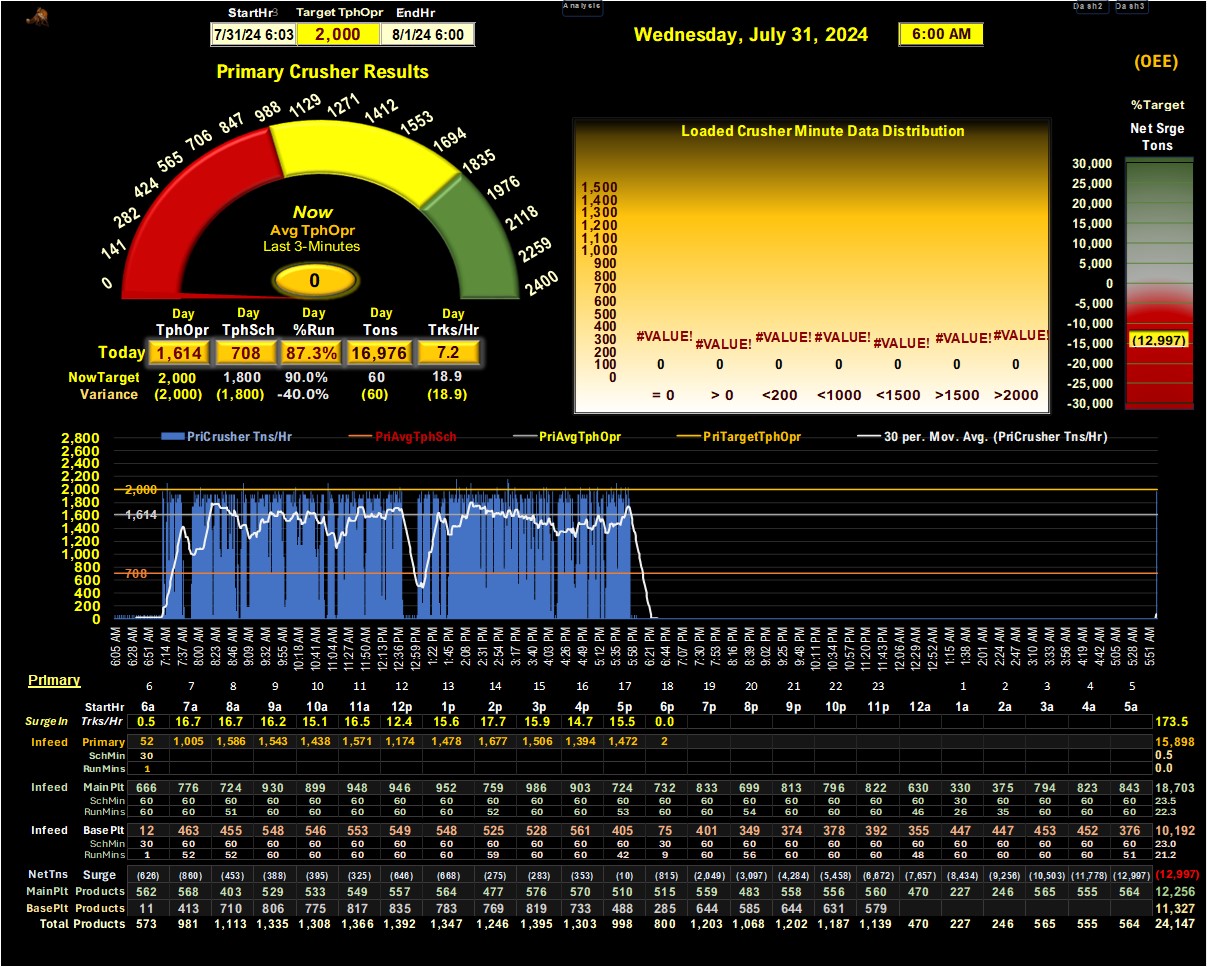 StartHr3 Target TphOpr EndHr Analysis Dash2 Dash3
7/31/24 6:03 2,000 8/1/24 6:00 Wednesday, July 31, 2024 6:00 AM
(OEE)
Primary Crusher Results
%Target
Net Srge
Tons
0 141 282 424 565 706 847 988 1129 1271 1412 1553 1694 1835 1976 2118 2259 2400
Now
Avg TphOpr
Last 3-Minutes
0
Loaded Crusher Minute Data Distribution
1,500
1,400
1,300
1,200
1,100
1,000
900
800
700
600
500
400
300
200
100
0
#VALUE! #VALUE! #VALUE! #VALUE! #VALUE! #VALUE! #VALUE!
0 0 0 0 0 0 0
= 0 > 0 <200 <1000 <1500 >1500 >2000
30,000
25,000
20,000
15,000
10,000
5,000
0
-5,000
-10,000
(12,997)
-15,000
-20,000
-25,000
-30,000
Day Day Day Day Day
TphOpr TphSch %Run Tons Trks/Hr
Today 1,614 708 87.3% 16,976 7.2
NowTarget 2,000 1,800 90.0% 60 18.9
Variance (2,000) (1,800) -40.0% (60) (18.9)
PriCrusher Tns/Hr PriAvgTphSch PriAvgTphOpr PriTargetTphOpr 30 per. Mov. Avg. (PriCrusher Tns/Hr)
2,800
2,600
2,400
2,200
2,000 2,000
1,800
1,600 1,614
1,400
1,200
1,000
800 708
600
400
200
0
6:05 AM 6:28 AM 6:51 AM 7:14 AM 7:37 AM 8:00 AM 8:23 AM 8:46 AM 9:09 AM 9:32 AM 9:55 AM 10:18 AM 10:41 AM 11:04 AM 11:27 AM 11:50 AM 12:13 PM 12:36 PM 12:59 PM 1:22 PM 1:45 PM 2:08 PM 2:31 PM 2:54 PM 3:17 PM 3:40 PM 4:03 PM 4:26 PM 4:49 PM 5:12 PM 5:35 PM 5:58 PM 6:21 PM 6:44 PM 7:07 PM 7:30 PM 7:53 PM 8:16 PM 8:39 PM 9:02 PM 9:25 PM 9:48 PM 10:11 PM 10:34 PM 10:57 PM 11:20 PM 11:43 PM 12:06 AM 12:29 AM 12:52 AM 1:15 AM 1:38 AM 2:01 AM 2:24 AM 2:47 AM 3:10 AM 3:33 AM 3:56 AM 4:19 AM 4:42 AM 5:05 AM 5:28 AM 5:51 AM
Primary 6 7 8 9 10 11 12 13 14 15 16 17 18 19 20 21 22 23 1 2 3 4 5
StartHr 6a 7a 8a 9a 10a 11a 12p 1p 2p 3p 4p 5p 6p 7p 8p 9p 10p 11p 12a 1a 2a 3a 4a 5a
SurgeIn Trks/Hr 0.5 16.7 16.7 16.2 15.1 16.5 12.4 15.6 17.7 15.9 14.7 15.5 0.0 173.5
Infeed Primary 52 1,005 1,586 1,543 1,438 1,571 1,174 1,478 1,677 1,506 1,394 1,472 2 15,898
SchMin 30 0.5
RunMins 1 0.0
Infeed MainPlt 666 776 724 930 899 948 946 952 759 986 903 724 732 830 699 813 796 822 630 330 375 794 823 843 18,703
SchMin 60 60 60 60 60 60 60 60 60 60 60 60 60 60 60 60 60 60 60 30 60 60 60 60 23.5
RunMins 60 60 51 60 60 60 60 60 52 60 60 53 60 60 54 60 60 60 46 26 35 60 60 60 22.3
Infeed BasePlt 12 463 455 548 546 553 549 548 525 528 561 405 75 401 349 374 378 392 355 447 447 453 452 376 10,192
SchMin 30 60 60 60 60 60 60 60 60 60 60 60 30 60 60 60 60 60 60 60 60 60 60 60 23.0
RunMins 1 52 52 60 60 60 60 60 59 60 60 42 9 60 56 60 60 60 48 60 60 60 60 51 21.2
NetTns Surge (626) (860) (453) (388) (395) (325) (646) (668) (275) (283) (353) (10) (815) (2,049) (3,097) (4,284) (5,458) (6,672) (7,657) (8,434) (9,256) (10,503) (11,778) (12,997) (12,997)
MainPlt Products 562 568 403 529 533 549 557 564 477 576 570 510 515 559 483 558 556 560 470 227 246 565 555 564 12,256
BasePlt Products 11 413 710 806 775 817 835 783 769 819 733 488 285 644 585 644 631 579 11,327
Total Products 573 981 1,113 1,335 1,308 1,366 1,392 1,347 1,246 1,395 1,303 998 800 1,203 1,068 1,202 1,187 1,139 470 227 246 565 555 564 24,147